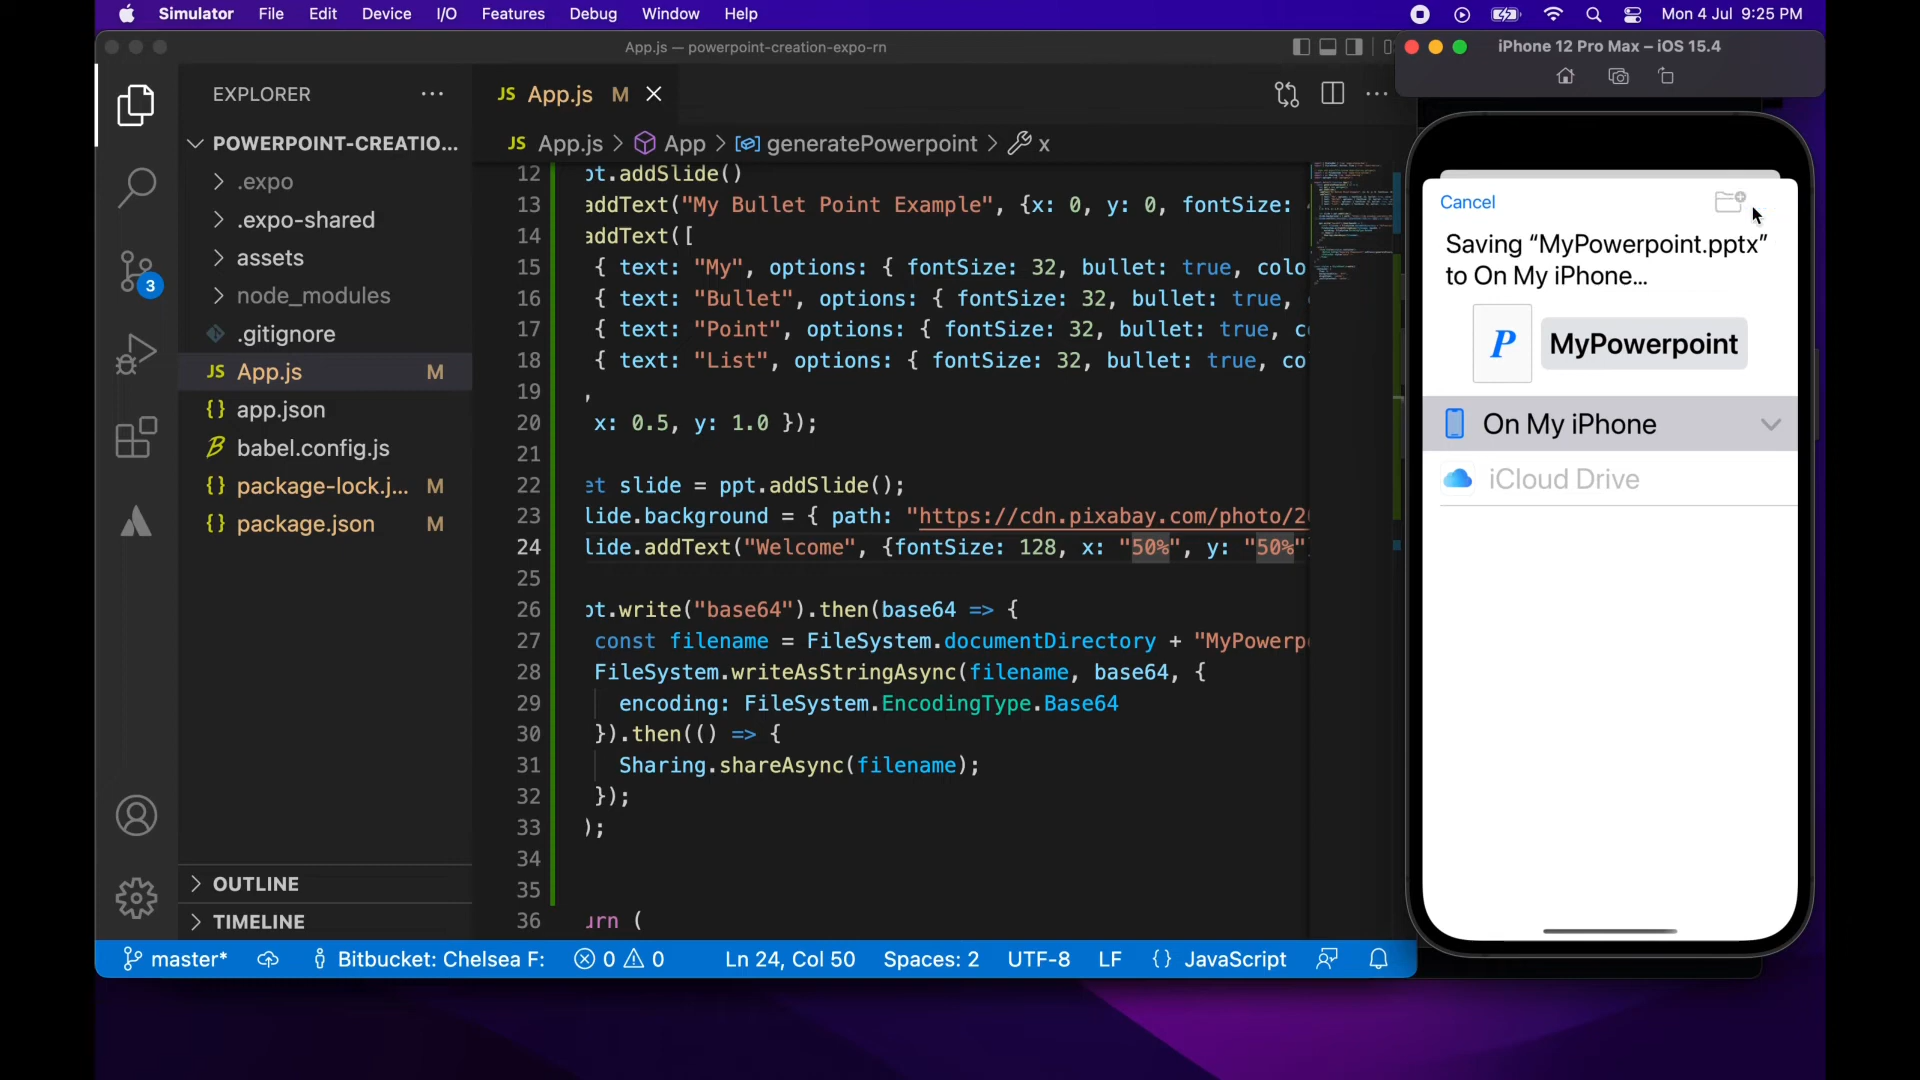 Simulator File Edit Device I/O Features Debug Window Help
Mon 4 Jul 9:25 PM
App.js — powerpoint-creation-expo-rn
iPhone 12 Pro Max – iOS 15.4
EXPLORER
JS App.js M
POWERPOINT-CREATIO...
JS App.js > App > generatePowerpoint > x
.expo
.expo-shared
assets
node_modules
.gitignore
JS App.js M
{} app.json
babel.config.js
{} package-lock.j... M
{} package.json M
3
OUTLINE
TIMELINE
12 pt.addSlide()
13 addText("My Bullet Point Example", {x: 0, y: 0, fontSize:
14 addText([
15 { text: "My", options: { fontSize: 32, bullet: true, colo
16 { text: "Bullet", options: { fontSize: 32, bullet: true,
17 { text: "Point", options: { fontSize: 32, bullet: true, c
18 { text: "List", options: { fontSize: 32, bullet: true, co
19 ,
20 x: 0.5, y: 1.0 });
21
22 et slide = ppt.addSlide();
23 lide.background = { path: "https://cdn.pixabay.com/photo/2
24 lide.addText("Welcome", {fontSize: 128, x: "50%", y: "50%"
25
26 pt.write("base64").then(base64 => {
27 const filename = FileSystem.documentDirectory + "MyPowerp
28 FileSystem.writeAsStringAsync(filename, base64, {
29 encoding: FileSystem.EncodingType.Base64
30 }).then(() => {
31 Sharing.shareAsync(filename);
32 });
33 );
34
35
36 urn (
Cancel
Saving “MyPowerpoint.pptx”
to On My iPhone...
P MyPowerpoint
On My iPhone
iCloud Drive
master* Bitbucket: Chelsea F: 0 0 Ln 24, Col 50 Spaces: 2 UTF-8 LF {} JavaScript